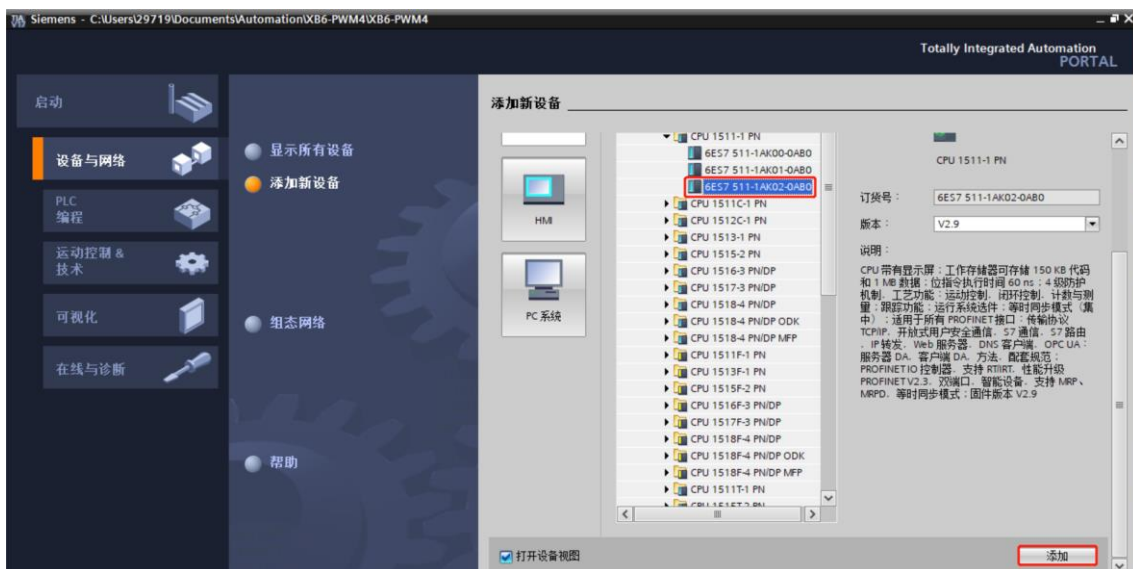 Siemens - C:\Users\29719\Documents\Automation\XB6-PWM4\XB6-PWM4
Totally Integrated Automation
PORTAL
启动
设备与网络
PLC
编程
运动控制 &
技术
可视化
在线与诊断
显示所有设备
添加新设备
组态网络
帮助
添加新设备
HMI
PC 系统
CPU 1511-1 PN
6ES7 511-1AK00-0AB0
6ES7 511-1AK01-0AB0
6ES7 511-1AK02-0AB0
CPU 1511C-1 PN
CPU 1512C-1 PN
CPU 1513-1 PN
CPU 1515-2 PN
CPU 1516-3 PN/DP
CPU 1517-3 PN/DP
CPU 1518-4 PN/DP
CPU 1518-4 PN/DP ODK
CPU 1518-4 PN/DP MFP
CPU 1511F-1 PN
CPU 1513F-1 PN
CPU 1515F-2 PN
CPU 1516F-3 PN/DP
CPU 1517F-3 PN/DP
CPU 1518F-4 PN/DP
CPU 1518F-4 PN/DP ODK
CPU 1518F-4 PN/DP MFP
CPU 1511T-1 PN
CPU 1515T-2 PN
CPU 1511-1 PN
订货号：
6ES7 511-1AK02-0AB0
版本：
V2.9
说明：
CPU 带有显示屏；工作存储器可存储 150 KB 代码
和 1 MB 数据；位指令执行时间 60 ns；4 级防护
机制，工艺功能：运动控制，闭环控制，计数与测
量；跟踪功能；运行系统选件；等时同步模式（集
中）；适用于所有 PROFINET 接口：传输协议
TCP/IP，开放式用户安全通信，S7 通信，S7 路由
，IP 转发，Web 服务器，DNS 客户端，OPC UA：
服务器 DA，客户端 DA，方法，配套规范；
PROFINET IO 控制器，支持 RT/IRT，性能升级
PROFINET V2.3，双端口，智能设备，支持 MRP、
MRPD，等时同步模式；固件版本 V2.9
打开设备视图
添加